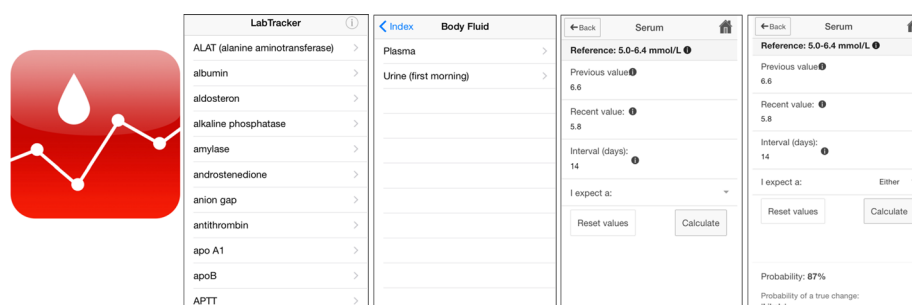 LabTracker
ALAT (alanine aminotransferase)
albumin
aldosteron
alkaline phosphatase
amylase
androstenedione
anion gap
antithrombin
apo A1
apoB
APTT
Index
Body Fluid
Plasma
Urine (first morning)
Back
Serum
Reference: 5.0-6.4 mmol/L
Previous value
6.6
Recent value:
5.8
Interval (days):
14
I expect a:
Reset values
Calculate
Back
Serum
Reference: 5.0-6.4 mmol/L
Previous value
6.6
Recent value:
5.8
Interval (days):
14
I expect a: Either
Reset values
Calculate
Probability: 87%
Probability of a true change: